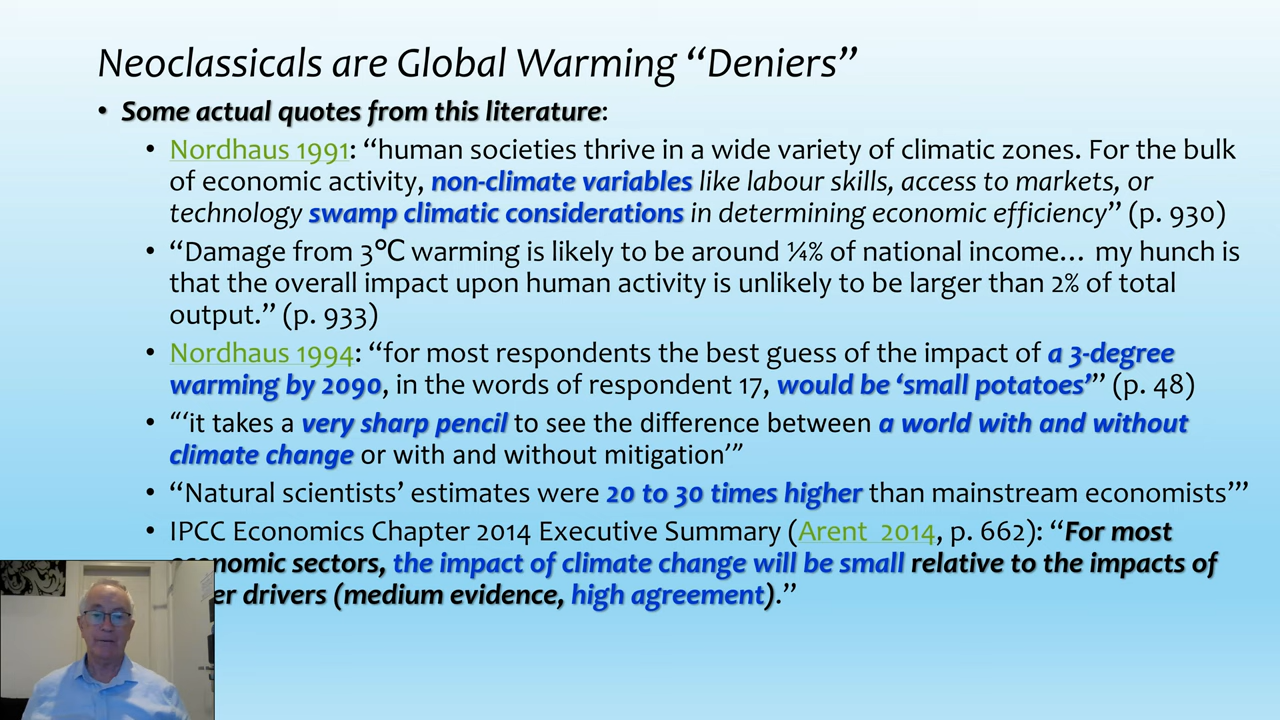 Neoclassicals are Global Warming “Deniers”
• Some actual quotes from this literature:
• Nordhaus 1991: “human societies thrive in a wide variety of climatic zones. For the bulk
of economic activity, non-climate variables like labour skills, access to markets, or
technology swamp climatic considerations in determining economic efficiency” (p. 930)
• “Damage from 3°C warming is likely to be around ¼% of national income… my hunch is
that the overall impact upon human activity is unlikely to be larger than 2% of total
output.” (p. 933)
• Nordhaus 1994: “for most respondents the best guess of the impact of a 3-degree
warming by 2090, in the words of respondent 17, would be ‘small potatoes’” (p. 48)
• “‘it takes a very sharp pencil to see the difference between a world with and without
climate change or with and without mitigation’”
• “Natural scientists’ estimates were 20 to 30 times higher than mainstream economists’”
• IPCC Economics Chapter 2014 Executive Summary (Arent 2014, p. 662): “For most
sectors, the impact of climate change will be small relative to the impacts of
drivers (medium evidence, high agreement).”